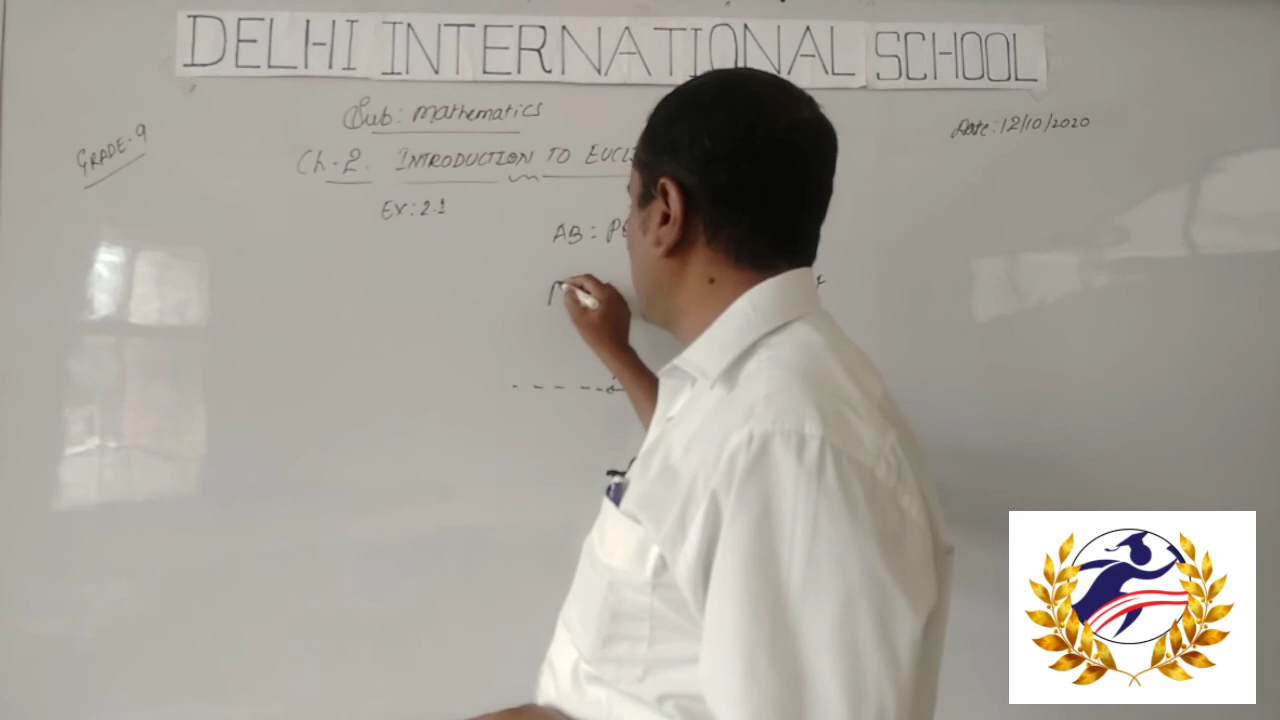 DELHI INTERNATIONAL SCHOOL
Sub: Mathematics
Date: 12/10/2020
GRADE-9
Ch-2. INTRODUCTION TO EUCLI
Ex: 2.1
AB = P